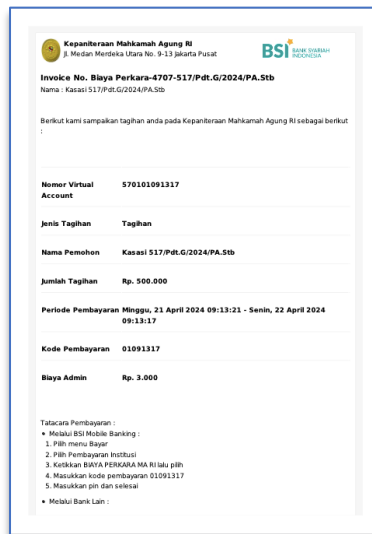 Kepaniteraan Mahkamah Agung RI
Jl. Medan Merdeka Utara No. 9-13 Jakarta Pusat
BSI BANK SYARIAH
INDONESIA
Invoice No. Biaya Perkara-4707-517/Pdt.G/2024/PA.Stb
Nama : Kasasi 517/Pdt.G/2024/PA.Stb
Berikut kami sampaikan tagihan anda pada Kepaniteraan Mahkamah Agung RI sebagai berikut
:
Nomor Virtual 570101091317
Account
Jenis Tagihan Tagihan
Nama Pemohon Kasasi 517/Pdt.G/2024/PA.Stb
Jumlah Tagihan Rp. 500.000
Periode Pembayaran Minggu, 21 April 2024 09:13:21 - Senin, 22 April 2024
09:13:17
Kode Pembayaran 01091317
Biaya Admin Rp. 3.000
Tatacara Pembayaran :
• Melalui BSI Mobile Banking :
1. Pilih menu Bayar
2. Pilih Pembayaran Institusi
3. Ketikkan BIAYA PERKARA MA RI lalu pilih
4. Masukkan kode pembayaran 01091317
5. Masukkan pin dan selesai
• Melalui Bank Lain :